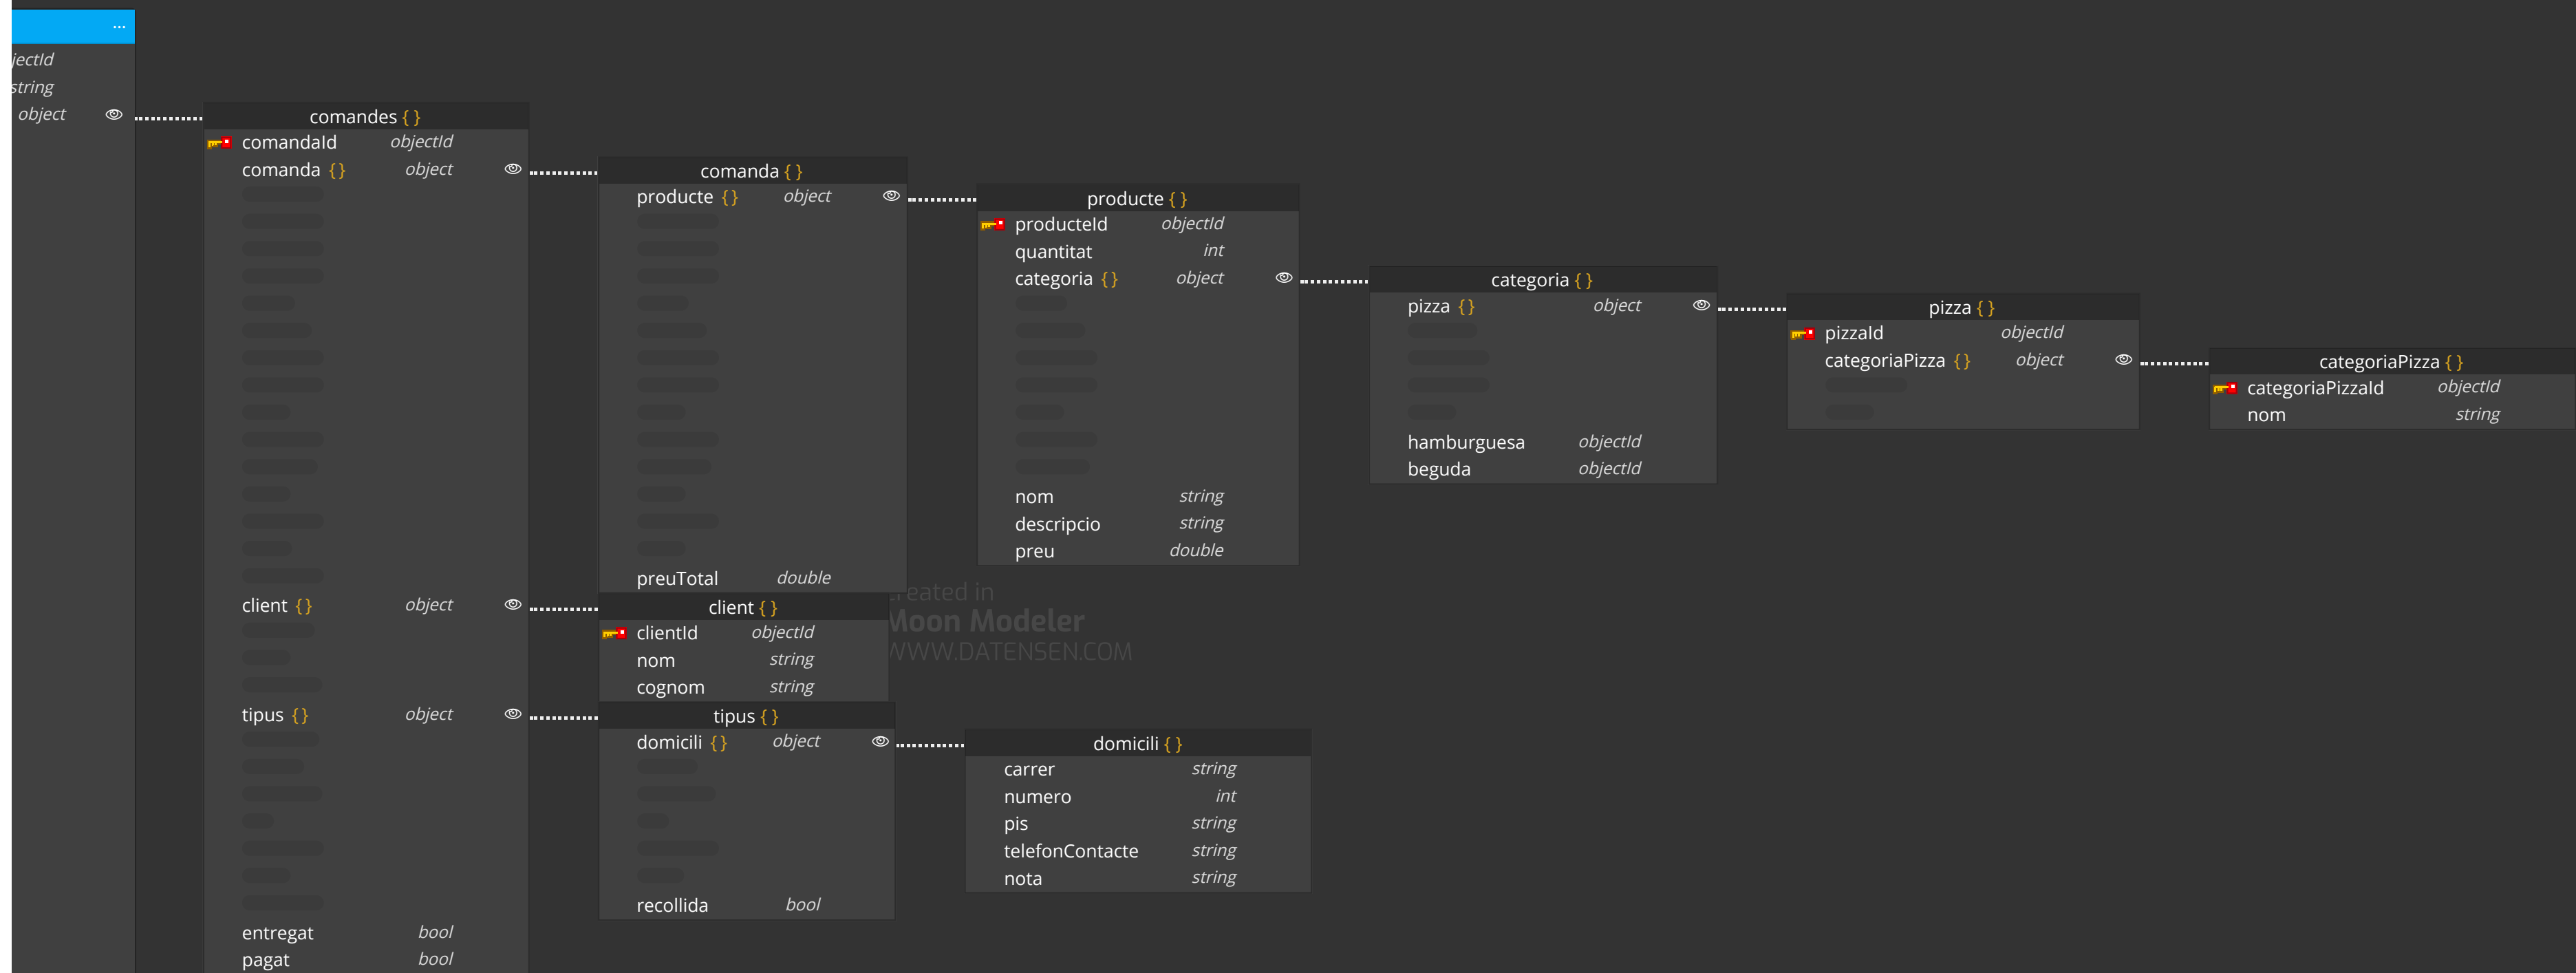 ...
jectId
string
object
comandes { }
comandaId objectId
comanda { } object
client { } object
tipus { } object
entregat bool
pagat bool
comanda { }
producte { } object
preuTotal double
client { }
clientId objectId
nom string
cognom string
tipus { }
domicili { } object
recollida bool
producte { }
producteId objectId
quantitat int
categoria { } object
nom string
descripcio string
preu double
reated in
Moon Modeler
WWW.DATENSEN.COM
domicili { }
carrer string
numero int
pis string
telefonContacte string
nota string
categoria { }
pizza { } object
hamburguesa objectId
beguda objectId
pizza { }
pizzaId objectId
categoriaPizza { } object
categoriaPizza { }
categoriaPizzaId objectId
nom string